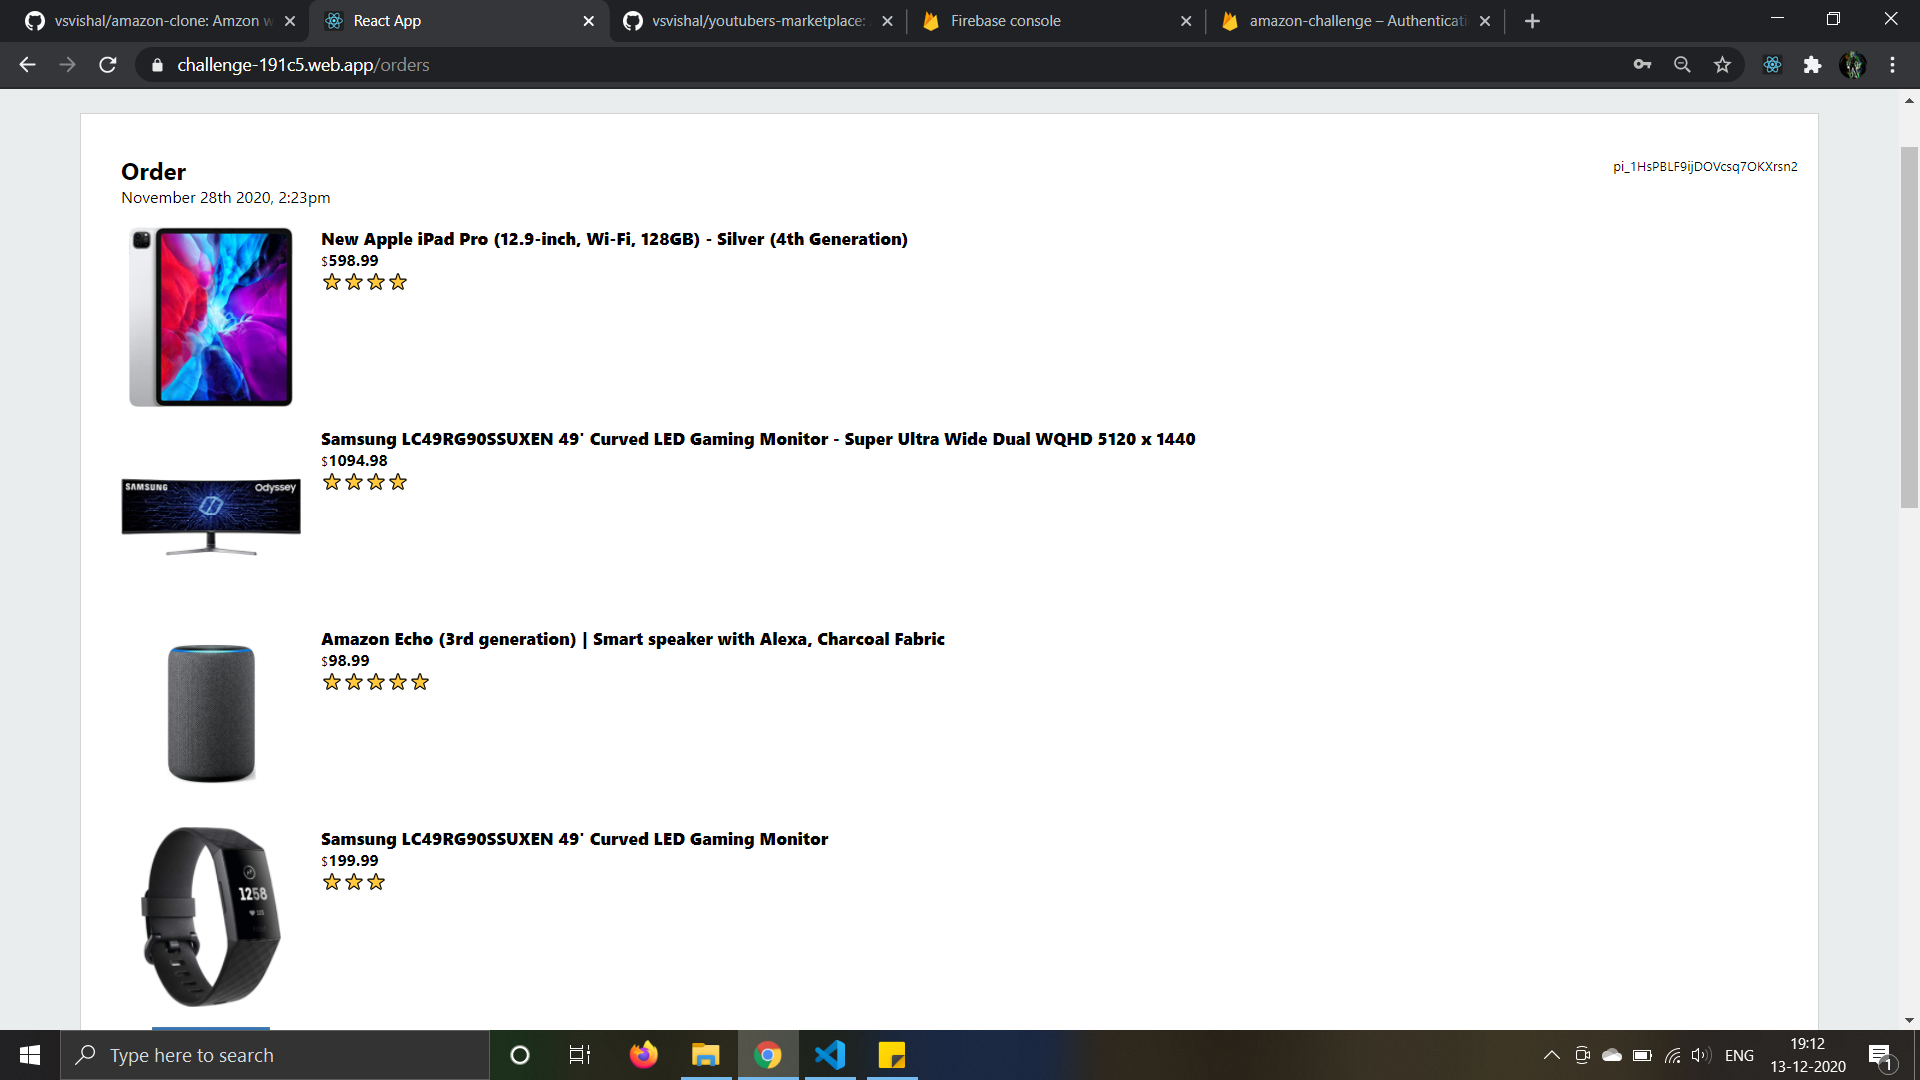 vsvishal/amazon-clone: Amzon w
React App
vsvishal/youtubers-marketplace:
Firebase console
amazon-challenge – Authenticati
challenge-191c5.web.app/orders
Order
pi_1HsPBLF9ijDOVcsq7OKXrsn2
November 28th 2020, 2:23pm
New Apple iPad Pro (12.9-inch, Wi-Fi, 128GB) - Silver (4th Generation)
$598.99
Samsung LC49RG90SSUXEN 49' Curved LED Gaming Monitor - Super Ultra Wide Dual WQHD 5120 x 1440
$1094.98
SAMSUNG
Odyssey
Amazon Echo (3rd generation) | Smart speaker with Alexa, Charcoal Fabric
$98.99
Samsung LC49RG90SSUXEN 49' Curved LED Gaming Monitor
$199.99
1258
Type here to search
ENG
19:12
13-12-2020
1